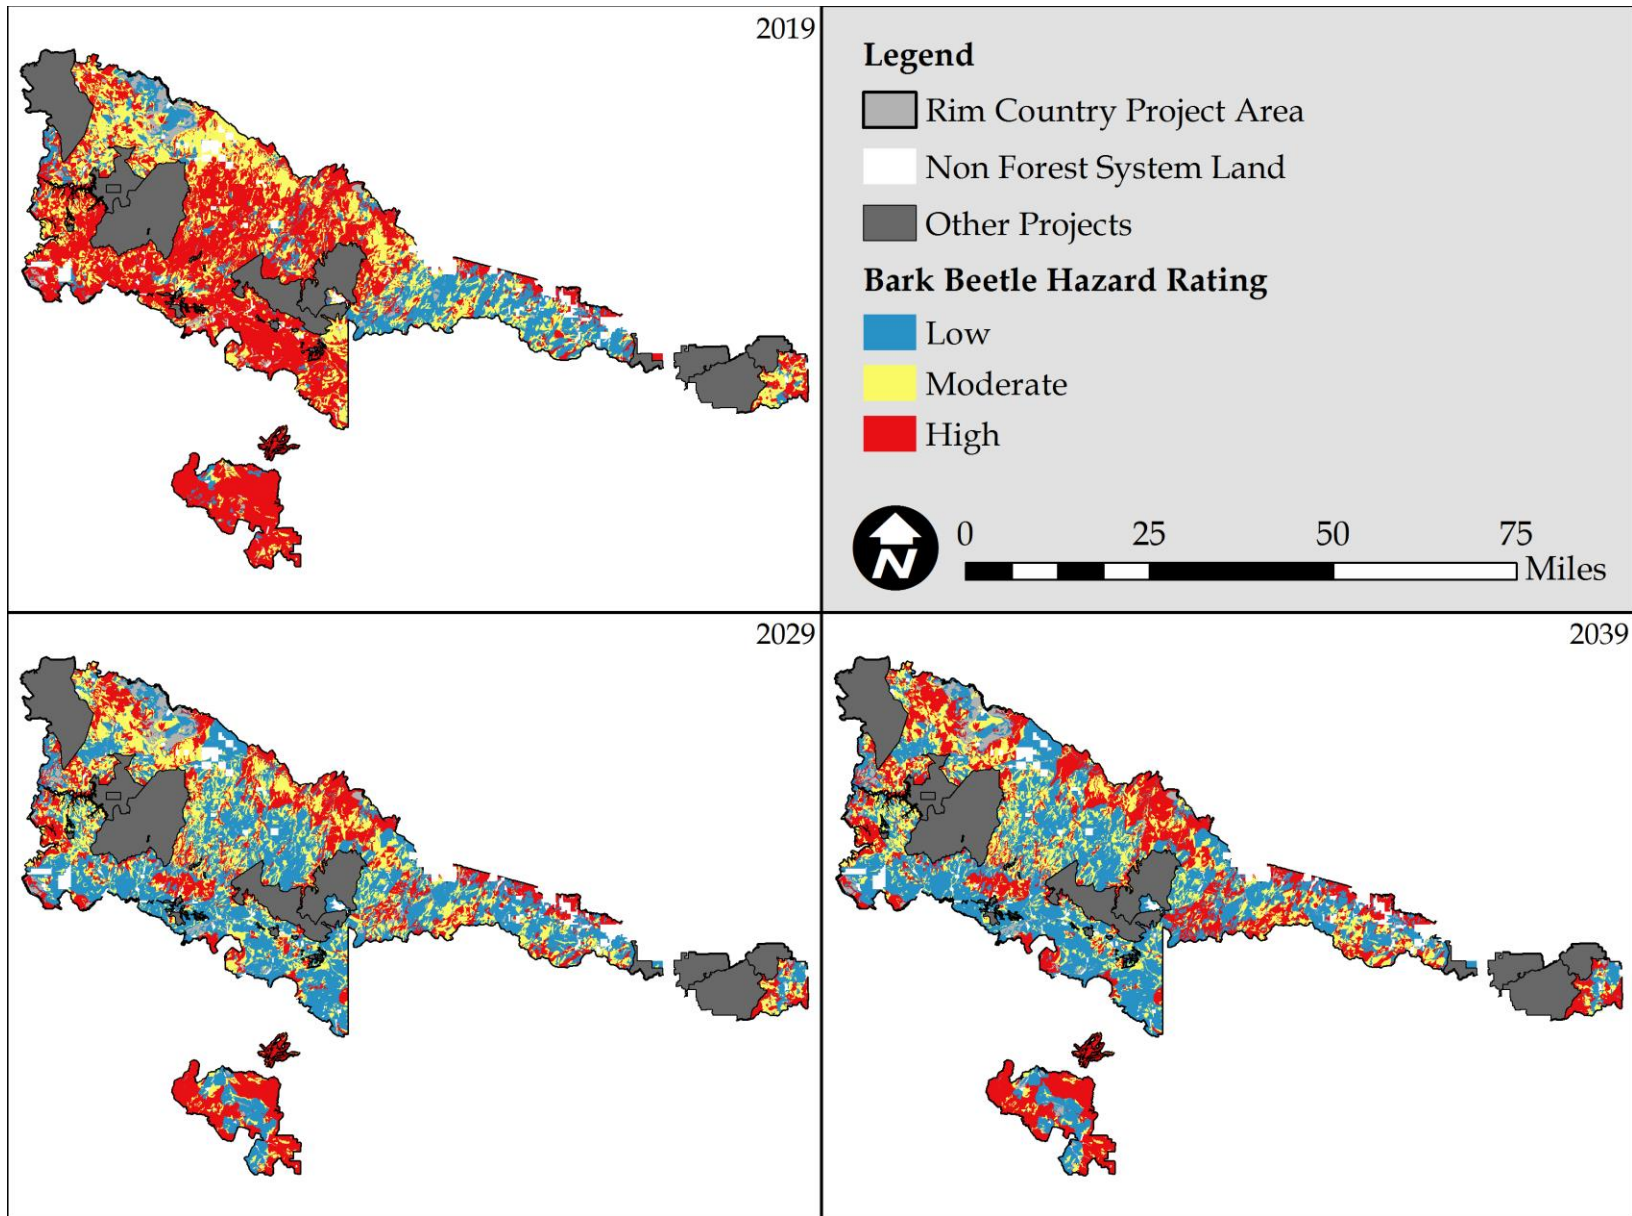 2019
Legend
Rim Country Project Area
Non Forest System Land
Other Projects
Bark Beetle Hazard Rating
Low
Moderate
High
N
0 25 50 75
Miles
2029
2039